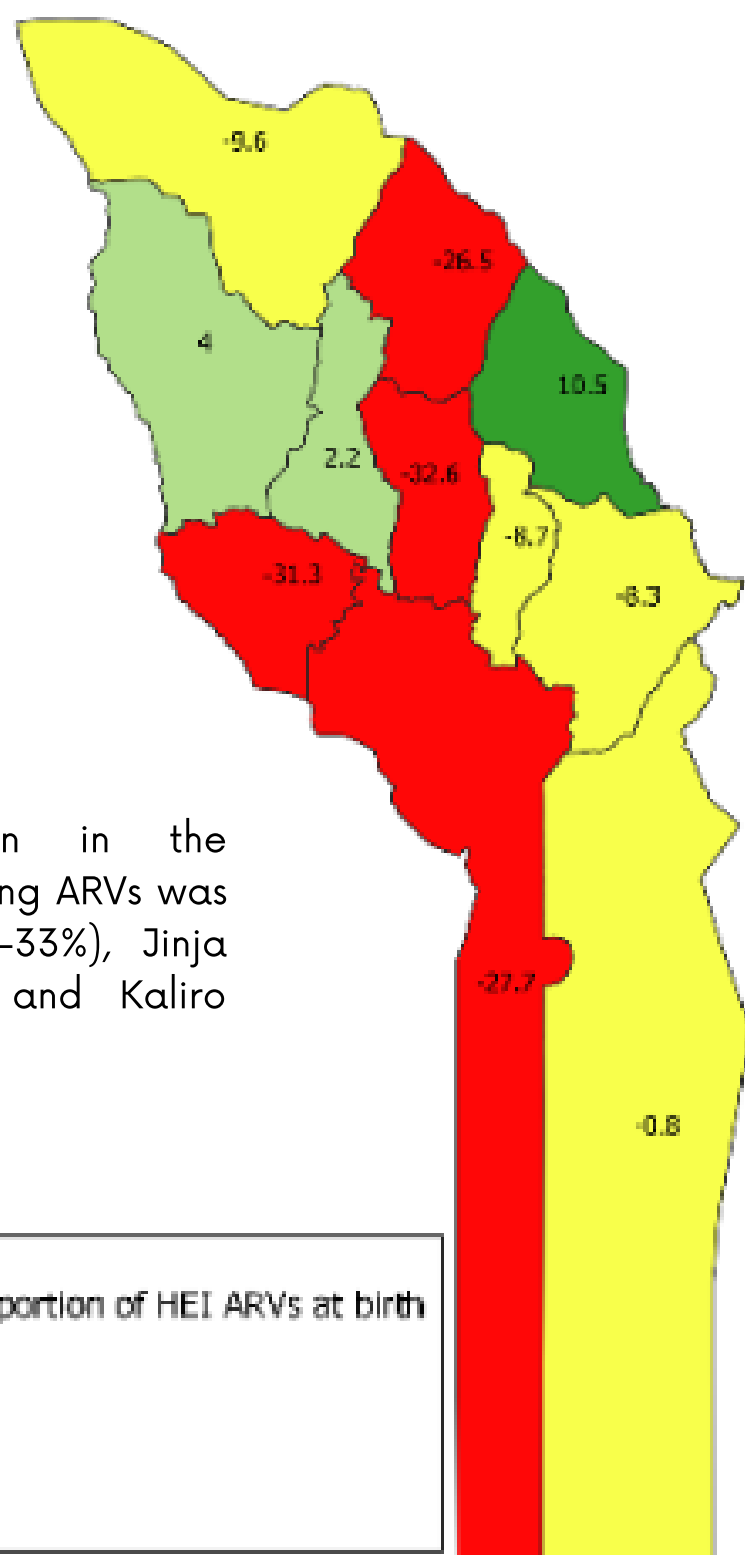 -9.6
-26.5
4
10.5
2.2
-32.6
-8.7
-31.3
-8.3
n in the
ng ARVs was
-33%), Jinja
and Kaliro
-27.7
-0.8
portion of HEI ARVs at birth